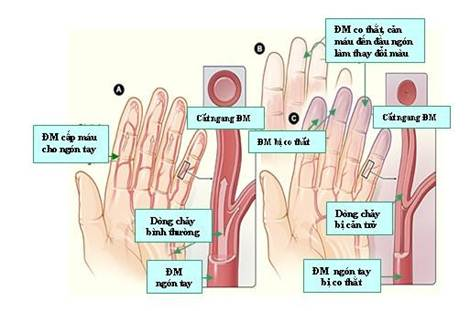 A
ĐM cấp máu
cho ngón tay
Cắt ngang ĐM
Dòng chảy
bình thường
ĐM
ngón tay
B
ĐM co thắt, cản
máu đến đầu ngón
làm thay đổi màu
C
ĐM bị co thắt
Cắt ngang ĐM
Dòng chảy
bị cản trở
ĐM ngón tay
bị co thắt